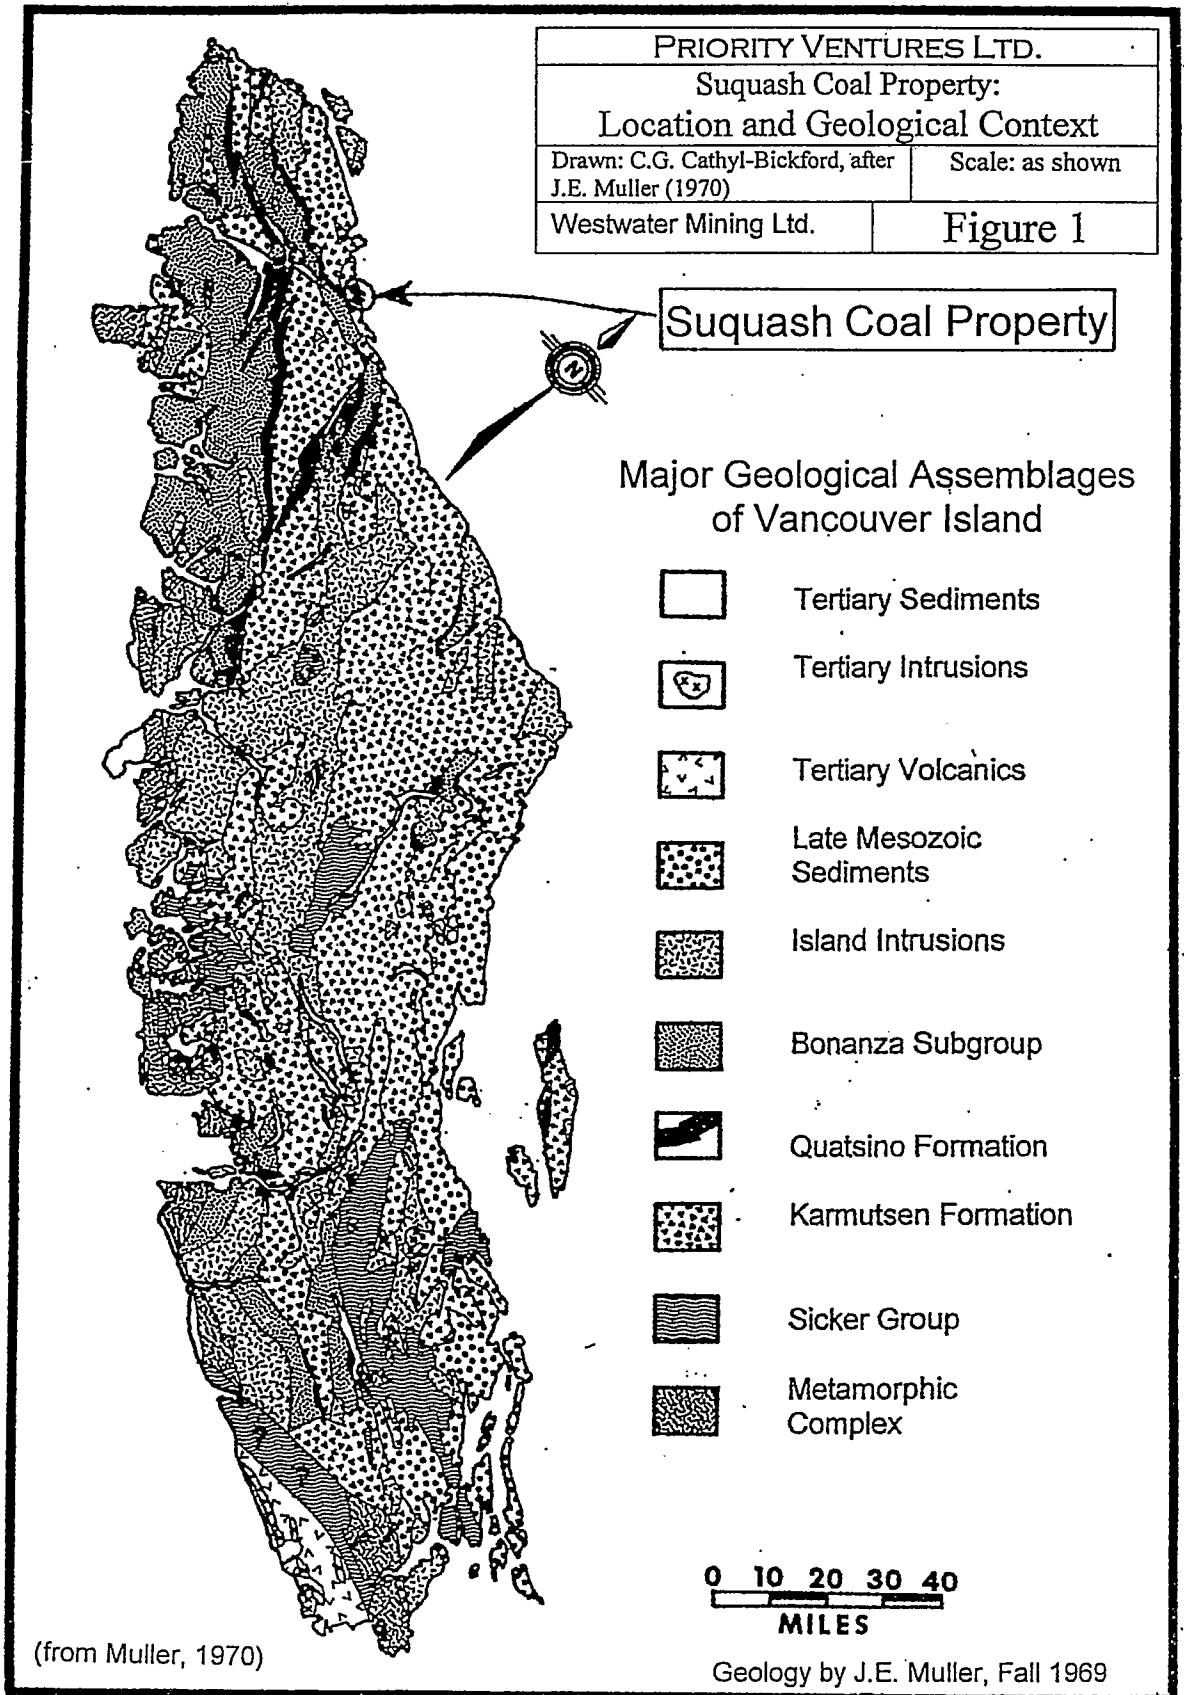 PRIORITY VENTURES LTD.
Suquash Coal Property:
Location and Geological Context
Drawn: C.G. Cathyl-Bickford, after
J.E. Muller (1970)
Scale: as shown
Westwater Mining Ltd.
Figure 1
Suquash Coal Property
N
Major Geological Assemblages
of Vancouver Island
Tertiary Sediments
Tertiary Intrusions
Tertiary Volcanics
Late Mesozoic
Sediments
Island Intrusions
Bonanza Subgroup
Quatsino Formation
Karmutsen Formation
Sicker Group
Metamorphic
Complex
?
?
0 10 20 30 40
MILES
(from Muller, 1970)
Geology by J.E. Muller, Fall 1969